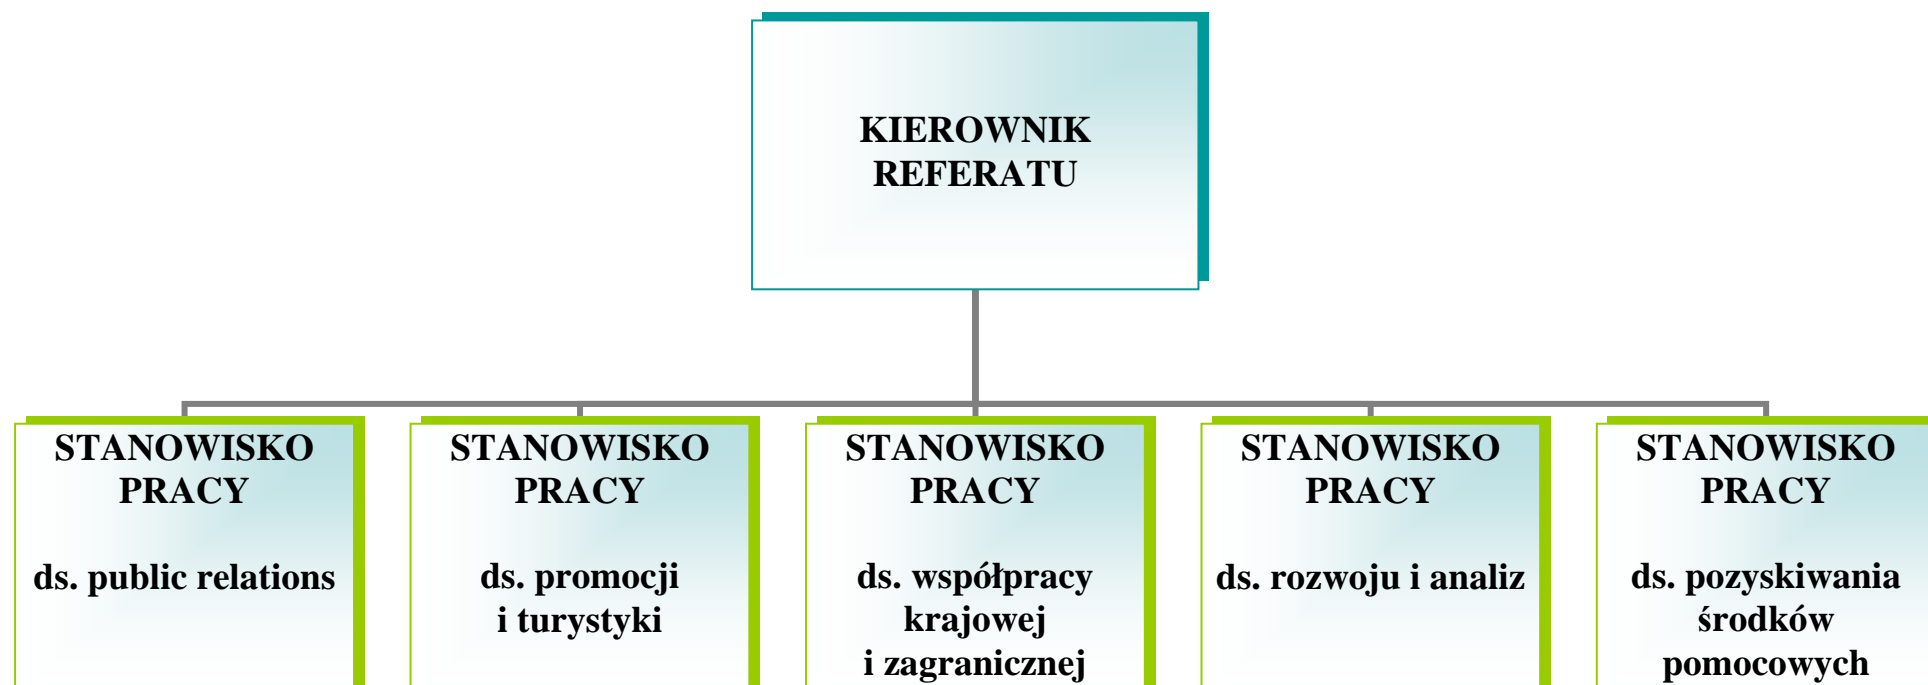 KIEROWNIK
REFERATU
STANOWISKO
PRACY
ds. public relations
STANOWISKO
PRACY
ds. promocji
i turystyki
STANOWISKO
PRACY
ds. współpracy
krajowej
i zagranicznej
STANOWISKO
PRACY
ds. rozwoju i analiz
STANOWISKO
PRACY
ds. pozyskiwania
środków
pomocowych